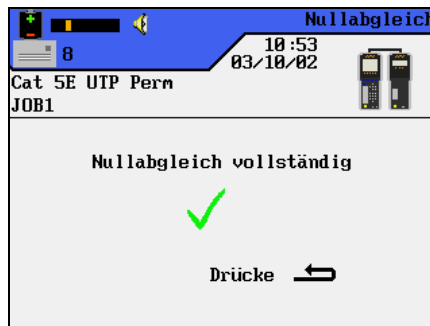 Nullabgleich
8
10:53
03/10/02
Cat 5E UTP Perm
JOB1
Nullabgleich vollständig
Drücke